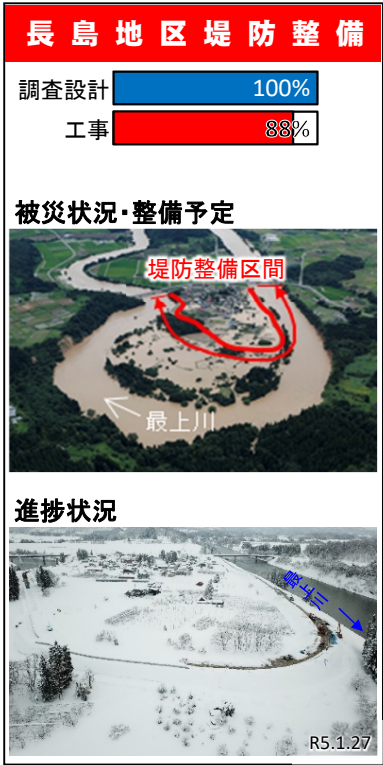 長島地区堤防整備
調査設計 100%
工事 88%
被災状況・整備予定
堤防整備区間
最上川
進捗状況
最上川
R5.1.27